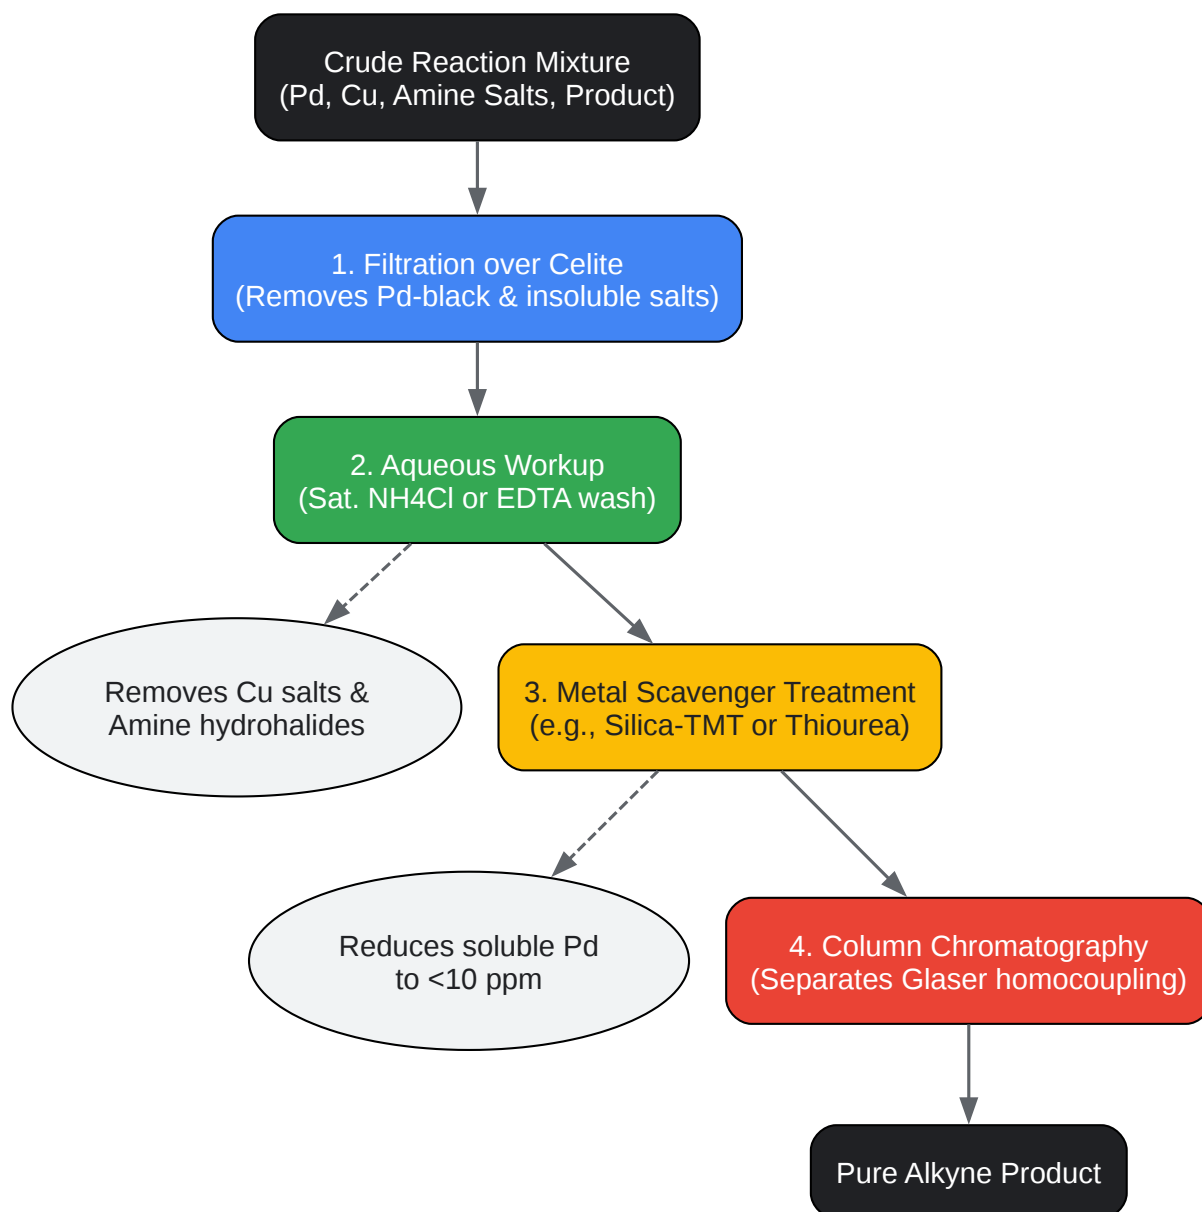 Crude Reaction Mixture
(Pd, Cu, Amine Salts, Product)
1. Filtration over Celite
(Removes Pd-black & insoluble salts)
2. Aqueous Workup
(Sat. NH4Cl or EDTA wash)
Removes Cu salts &
Amine hydrohalides
3. Metal Scavenger Treatment
(e.g., Silica-TMT or Thiourea)
Reduces soluble Pd
to <10 ppm
4. Column Chromatography
(Separates Glaser homocoupling)
Pure Alkyne Product